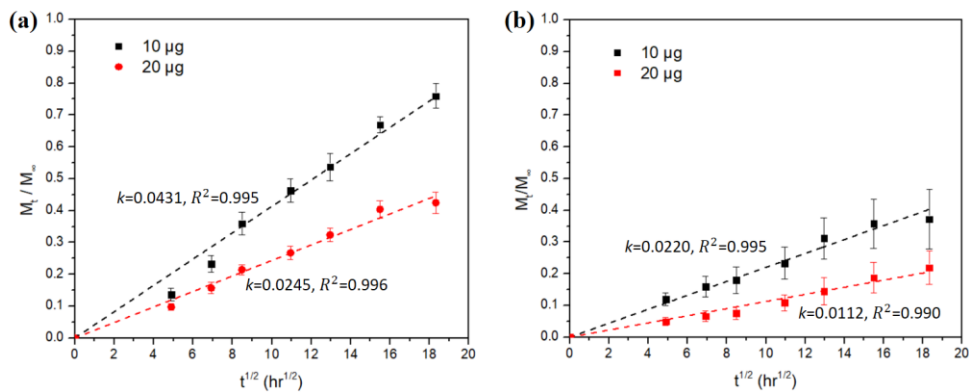 (a)
1.0
0.9
0.8
0.7
0.6
0.5
0.4
0.3
0.2
0.1
0.0
M_t / M_∞
10 μg
20 μg
k=0.0431, R²=0.995
k=0.0245, R²=0.996
0 2 4 6 8 10 12 14 16 18 20
t^{1/2} (hr^{1/2})
(b)
1.0
0.9
0.8
0.7
0.6
0.5
0.4
0.3
0.2
0.1
0.0
M_t/M_∞
10 μg
20 μg
k=0.0220, R²=0.995
k=0.0112, R²=0.990
0 2 4 6 8 10 12 14 16 18 20
t^{1/2} (hr^{1/2})